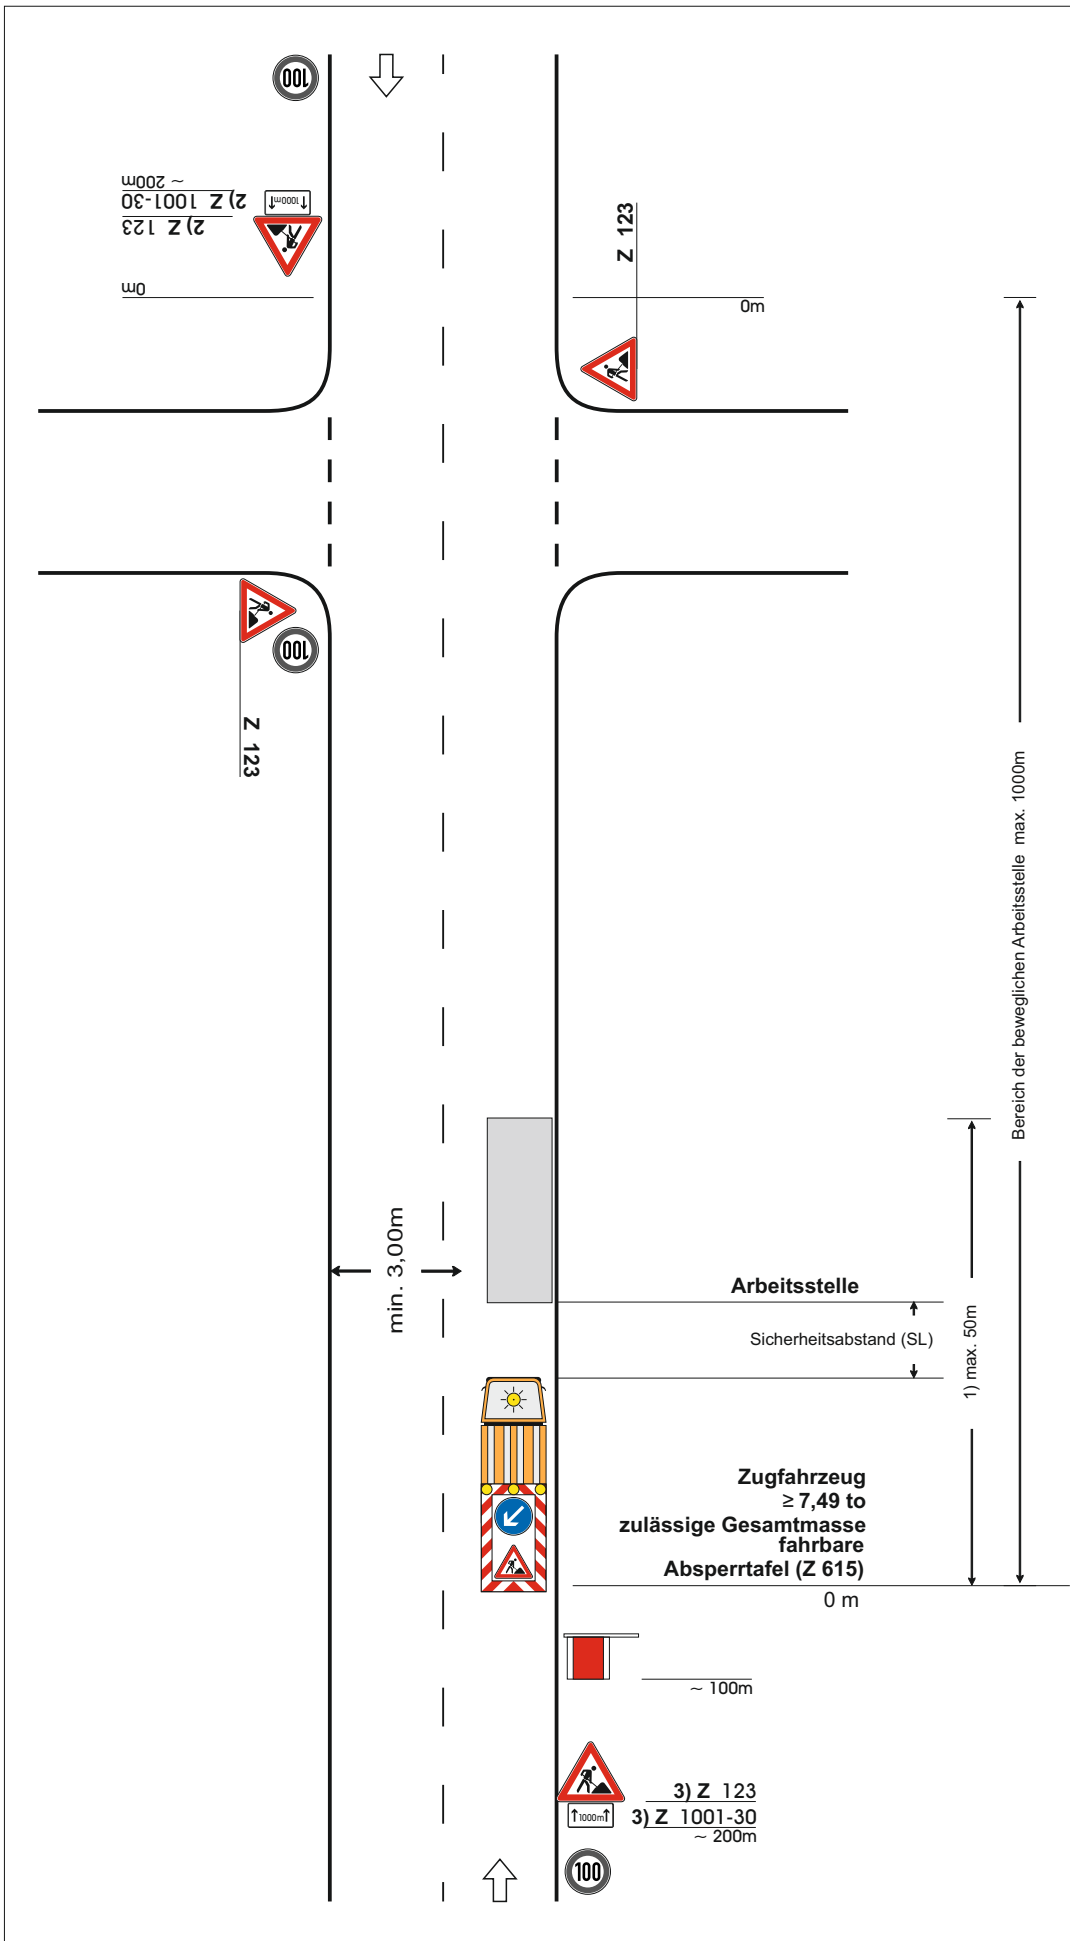 100
~ 200m
2) Z 1001-30
2) Z 123
1000m
0m
Z 123
0m
100
Z 123
Bereich der beweglichen Arbeitsstelle max. 1000m
min. 3,00m
Arbeitsstelle
Sicherheitsabstand (SL)
1) max. 50m
Zugfahrzeug
≥ 7,49 to
zulässige Gesamtmasse
fahrbare
Absperrtafel (Z 615)
0 m
~ 100m
3) Z 123
1000m
3) Z 1001-30
~ 200m
100